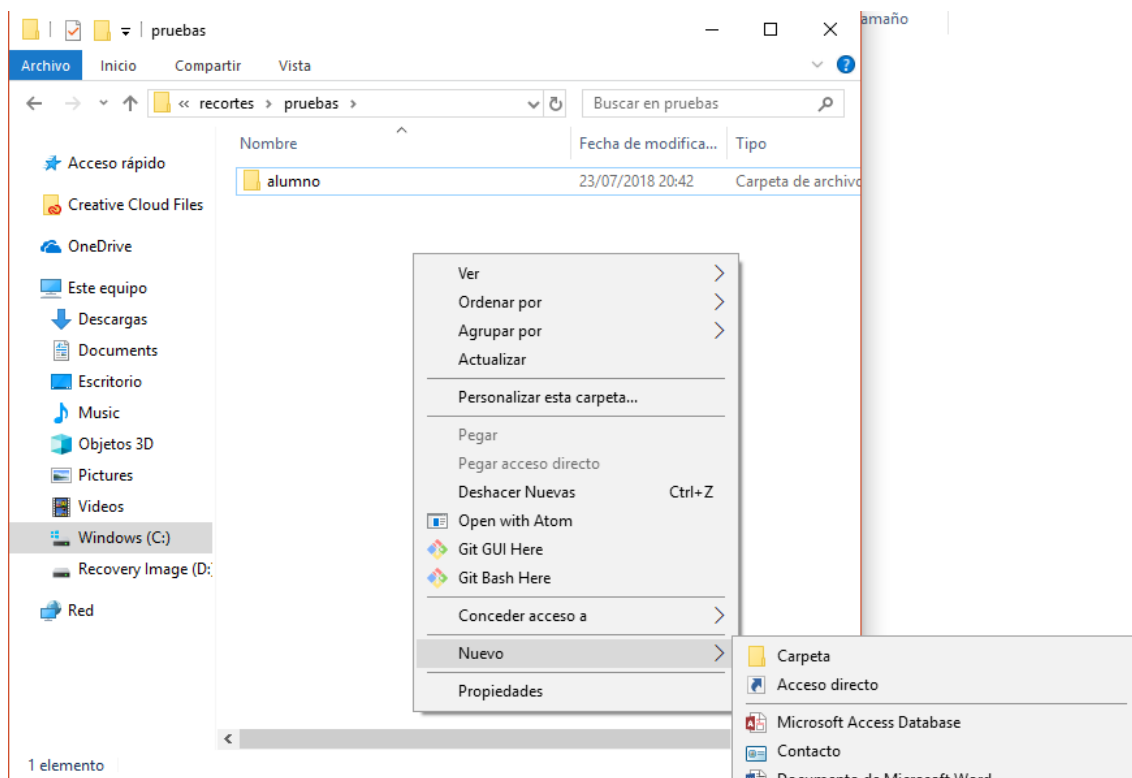 pruebas
amaño
Archivo Inicio Compartir Vista
« recortes > pruebas > Buscar en pruebas
Nombre Fecha de modifica... Tipo
Acceso rápido
alumno 23/07/2018 20:42 Carpeta de archivo
Creative Cloud Files
OneDrive
Este equipo
Descargas
Documents
Escritorio
Music
Objetos 3D
Pictures
Videos
Windows (C:)
Recovery Image (D:
Red
Ver
Ordenar por
Agrupar por
Actualizar
Personalizar esta carpeta...
Pegar
Pegar acceso directo
Deshacer Nuevas Ctrl+Z
Open with Atom
Git GUI Here
Git Bash Here
Conceder acceso a
Nuevo
Propiedades
Carpeta
Acceso directo
Microsoft Access Database
Contacto
Documento de Microsoft Word
1 elemento